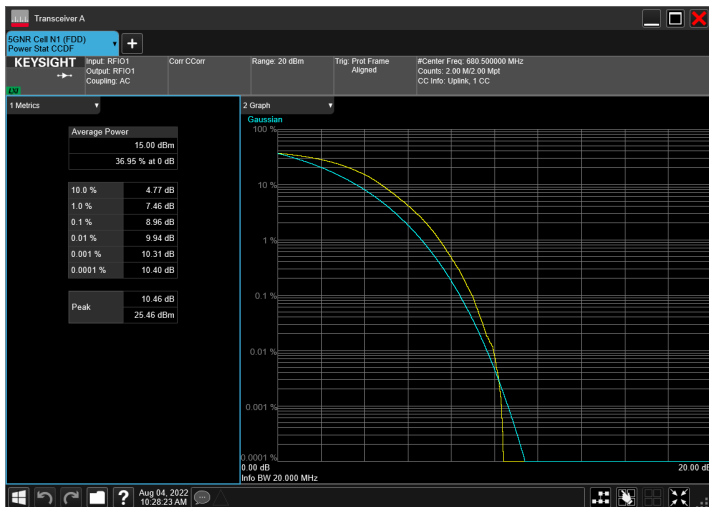 Transceiver A
5GNR Cell N1 (FDD)
Power Stat CCDF
KEYSIGHT
Input: RFIO1
Output: RFIO1
Coupling: AC
Corr CCorr
Range: 20 dBm
Trig: Prot Frame
Aligned
#Center Freq: 680.500000 MHz
Counts: 2.00 M/2.00 Mpt
CC Info: Uplink, 1 CC
1 Metrics
Average Power
15.00 dBm
36.95 % at 0 dB
10.0 % 4.77 dB
1.0 % 7.46 dB
0.1 % 8.96 dB
0.01 % 9.94 dB
0.001 % 10.31 dB
0.0001 % 10.40 dB
Peak
10.46 dB
25.46 dBm
2 Graph
Gaussian
100 %
10 %
1 %
0.1 %
0.01 %
0.001 %
0.0001 %
0.00 dB
20.00 dB
Info BW 20.000 MHz
Aug 04, 2022
10:28:23 AM